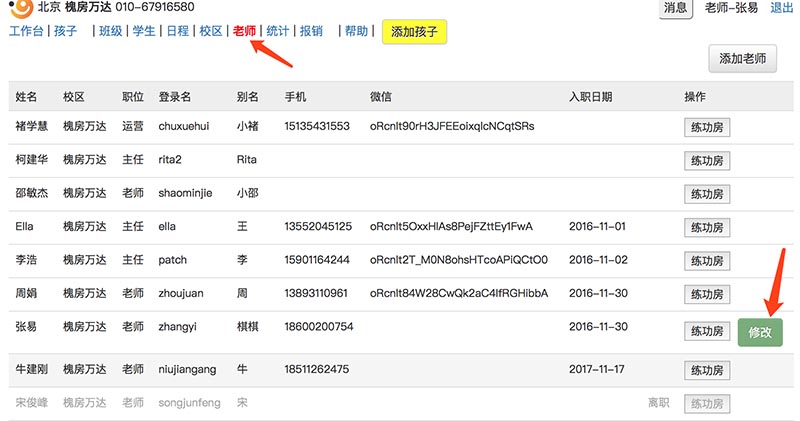 北京 槐房万达 010-67916580 消息 老师-张易 退出
工作台 | 孩子 | 班级 | 学生 | 日程 | 校区 | 老师 | 统计 | 报销 | 帮助 | 添加孩子
添加老师
姓名 校区 职位 登录名 别名 手机 微信 入职日期 操作
褚学慧 槐房万达 运营 chuxuehui 小褚 15135431553 oRcnlt90rH3JFEEoixqlcNCqtSRs 练功房
柯建华 槐房万达 主任 rita2 Rita 练功房
邵敏杰 槐房万达 老师 shaominjie 小邵 练功房
Ella 槐房万达 主任 ella 王 13552045125 oRcnlt5OxxHlAs8PejFZttEy1FwA 2016-11-01 练功房
李浩 槐房万达 主任 patch 李 15901164244 oRcnlt2T_M0N8ohsHTcoAPiQCtO0 2016-11-02 练功房
周娟 槐房万达 老师 zhoujuan 周 13893110961 oRcnlt84W28CwQk2aC4lfRGHibbA 2016-11-30 练功房
张易 槐房万达 老师 zhangyi 棋棋 18600200754 2016-11-30 练功房 修改
牛建刚 槐房万达 老师 niujiangang 牛 18511262475 2017-11-17 练功房
宋俊峰 槐房万达 老师 songjunfeng 宋 离职 练功房